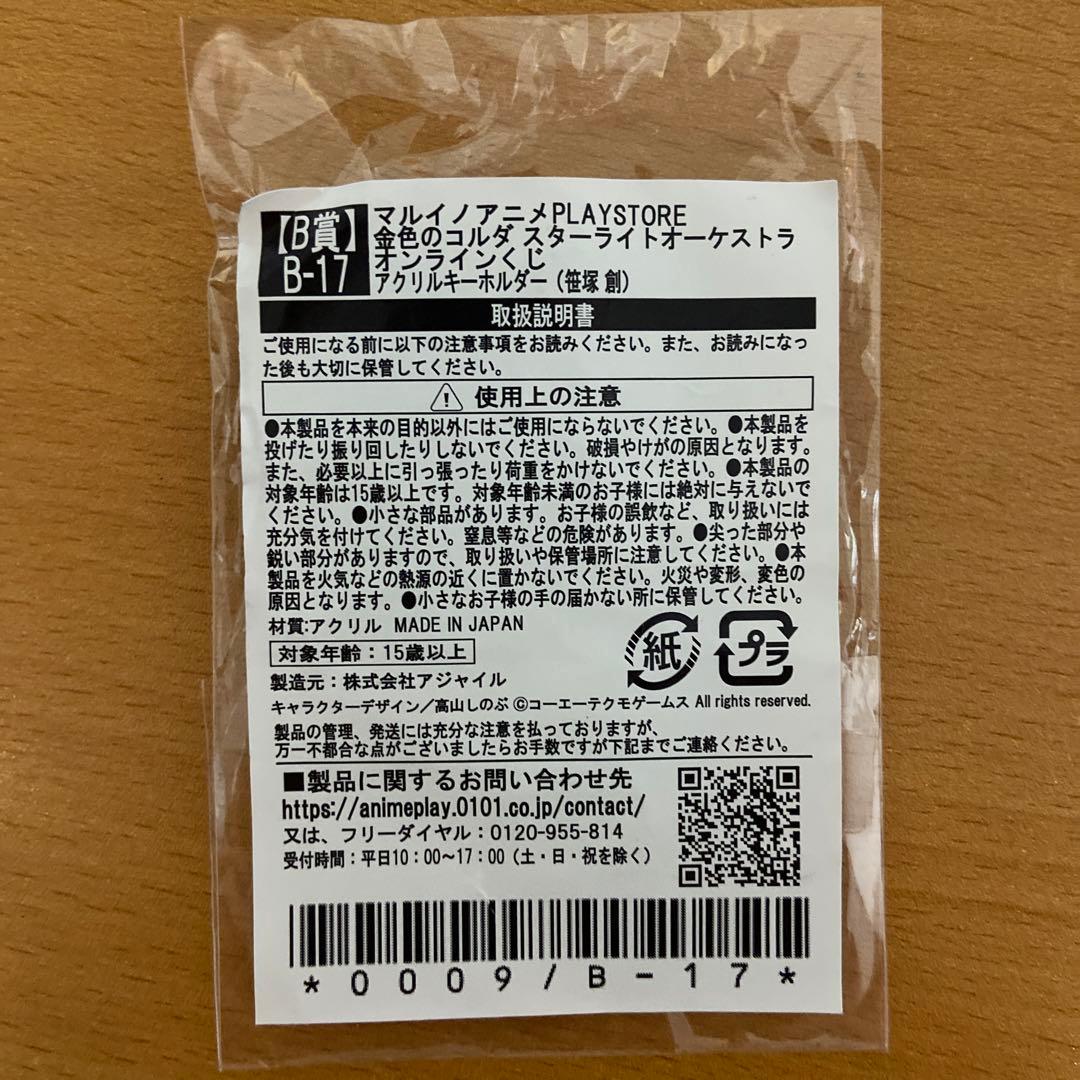 【B賞】
B-17
マルイノアニメPLAYSTORE
金色のコルダ スターライトオーケストラ
オンラインくじ
アクリルキーホルダー（笹塚 創）
取扱説明書
ご使用になる前に以下の注意事項をお読みください。また、お読みになっ
た後も大切に保管してください。
使用上の注意
●本製品を本来の目的以外にはご使用にならないでください。●本製品を
投げたり振り回したりしないでください。破損やけがの原因となります。
また、必要以上に引っ張ったり荷重をかけないでください。●本製品の
対象年齢は15歳以上です。対象年齢未満のお子様には絶対に与えないで
ください。●小さな部品があります。お子様の誤飲など、取り扱いには
充分気を付けてください。窒息等などの危険があります。●尖った部分や
鋭い部分がありますので、取り扱いや保管場所に注意してください。●本
製品を火気などの熱源の近くに置かないでください。火災や変形、変色の
原因となります。●小さなお子様の手の届かない所に保管してください。
材質:アクリル MADE IN JAPAN
対象年齢：15歳以上
紙
プラ
製造元：株式会社アジャイル
キャラクターデザイン／高山しのぶ ©コーエーテクモゲームス All rights reserved.
製品の管理、発送には充分な注意を払っておりますが、
万一不都合な点がございましたらお手数ですが下記までご連絡ください。
■製品に関するお問い合わせ先
https://animeplay.0101.co.jp/contact/
又は、フリーダイヤル：0120-955-814
受付時間：平日10：00〜17：00（土・日・祝を除く）
*0009/B-17*